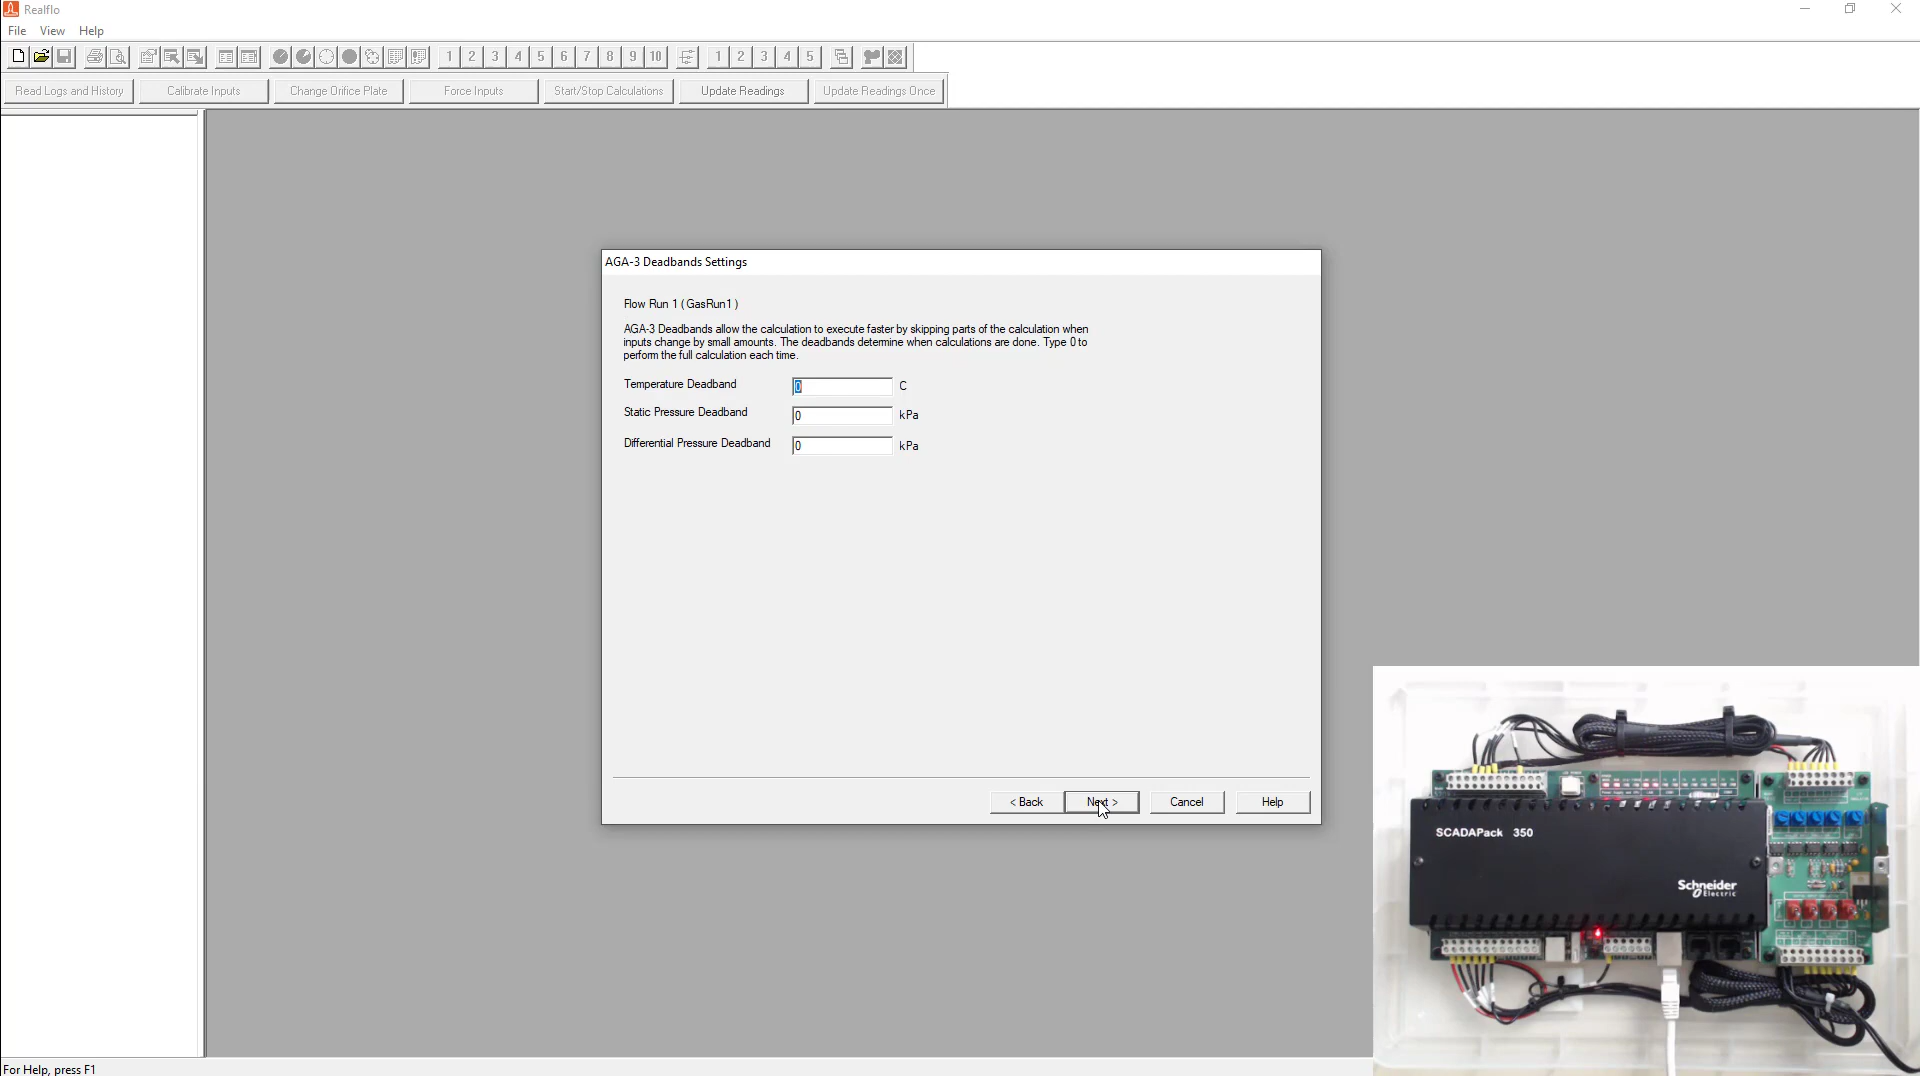 Realflo
File View Help
1 2 3 4 5 6 7 8 9 10 1 2 3 4 5
Read Logs and History Calibrate Inputs Change Orifice Plate Force Inputs Start/Stop Calculations Update Readings Update Readings Once
AGA-3 Deadbands Settings
Flow Run 1 ( GasRun1 )
AGA-3 Deadbands allow the calculation to execute faster by skipping parts of the calculation when
inputs change by small amounts. The deadbands determine when calculations are done. Type 0 to
perform the full calculation each time.
Temperature Deadband 0 C
Static Pressure Deadband 0 kPa
Differential Pressure Deadband 0 kPa
< Back Next > Cancel Help
SCADAPack 350
Schneider
Electric
For Help, press F1